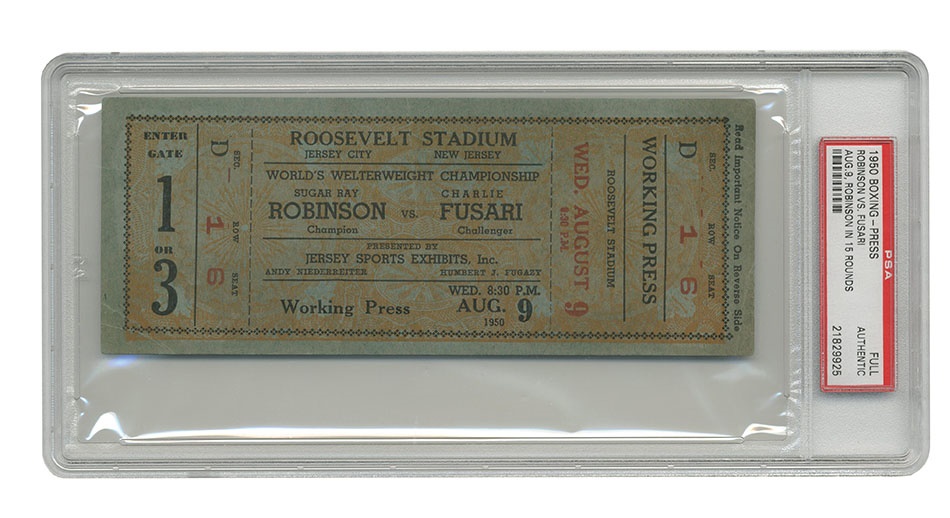 ENTER
GATE
1
OR
3
SEC.
D
ROW
1
SEAT
6
ROOSEVELT STADIUM
JERSEY CITY NEW JERSEY
WORLD'S WELTERWEIGHT CHAMPIONSHIP
SUGAR RAY CHARLIE
ROBINSON VS. FUSARI
Champion Challenger
PRESENTED BY
JERSEY SPORTS EXHIBITS, Inc.
ANDY NIEDERREITER HUMBERT J. FUGAZY
WED. 8:30 P.M.
Working Press AUG. 9
1950
WED. AUGUST 9
8:30 P.M.
ROOSEVELT STADIUM
WORKING PRESS
SEC.
D
ROW
1
SEAT
6
Read Important Notice On Reverse Side
PSA
1950 BOXING-PRESS FULL
ROBINSON VS. FUSARI AUTHENTIC
AUG.9, ROBINSON IN 15 ROUNDS
21829925